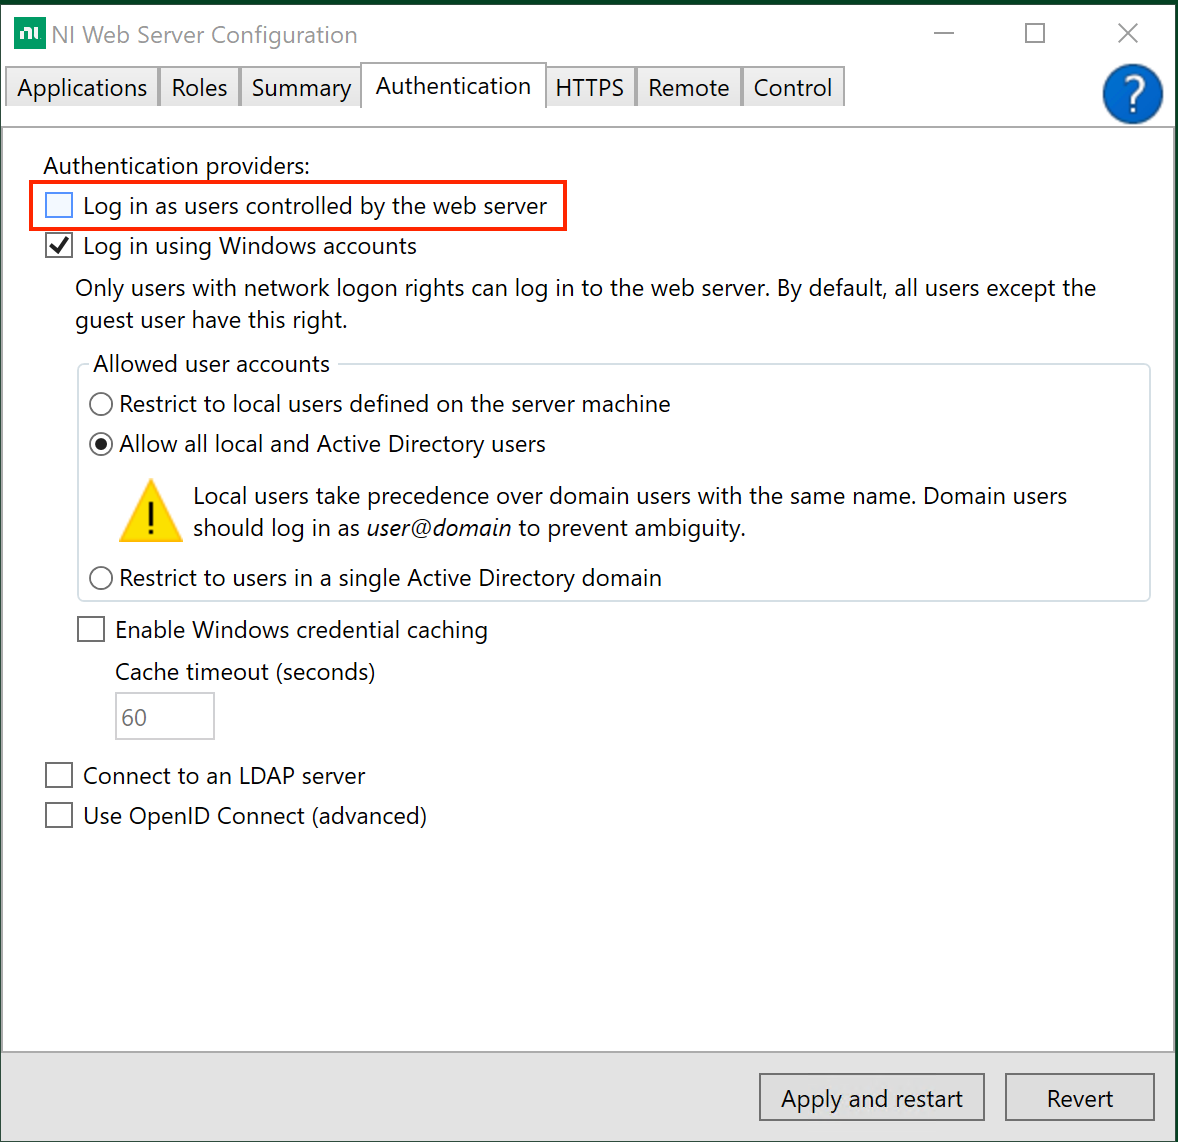 NI Web Server Configuration
Applications
Roles
Summary
Authentication
HTTPS
Remote
Control
?
Authentication providers:
Log in as users controlled by the web server
Log in using Windows accounts
Only users with network logon rights can log in to the web server. By default, all users except the
guest user have this right.
Allowed user accounts
Restrict to local users defined on the server machine
Allow all local and Active Directory users
Local users take precedence over domain users with the same name. Domain users
should log in as user@domain to prevent ambiguity.
Restrict to users in a single Active Directory domain
Enable Windows credential caching
Cache timeout (seconds)
60
Connect to an LDAP server
Use OpenID Connect (advanced)
Apply and restart
Revert